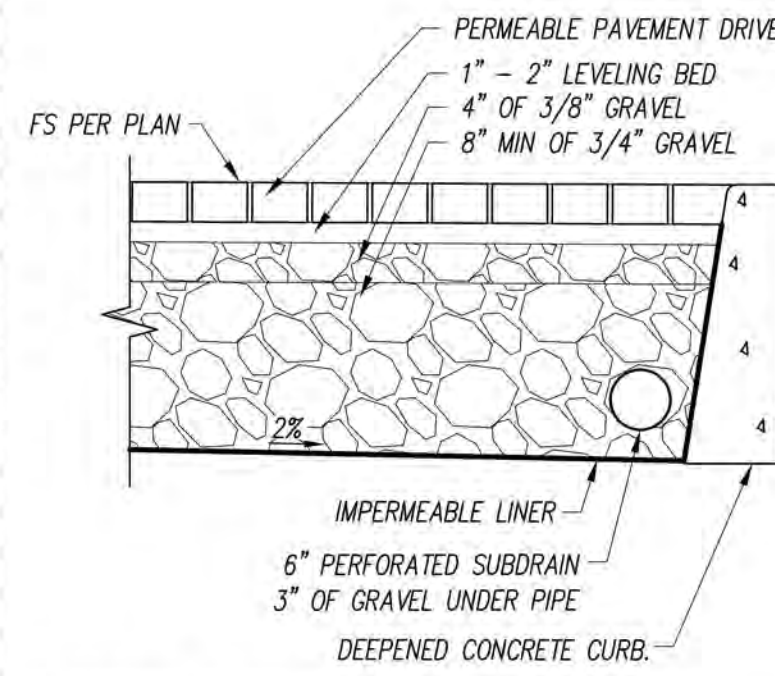 PERMEABLE PAVEMENT DRIVE
1" - 2" LEVELING BED
4" OF 3/8" GRAVEL
FS PER PLAN
8" MIN OF 3/4" GRAVEL
2%
IMPERMEABLE LINER
6" PERFORATED SUBDRAIN
3" OF GRAVEL UNDER PIPE
DEEPENED CONCRETE CURB.